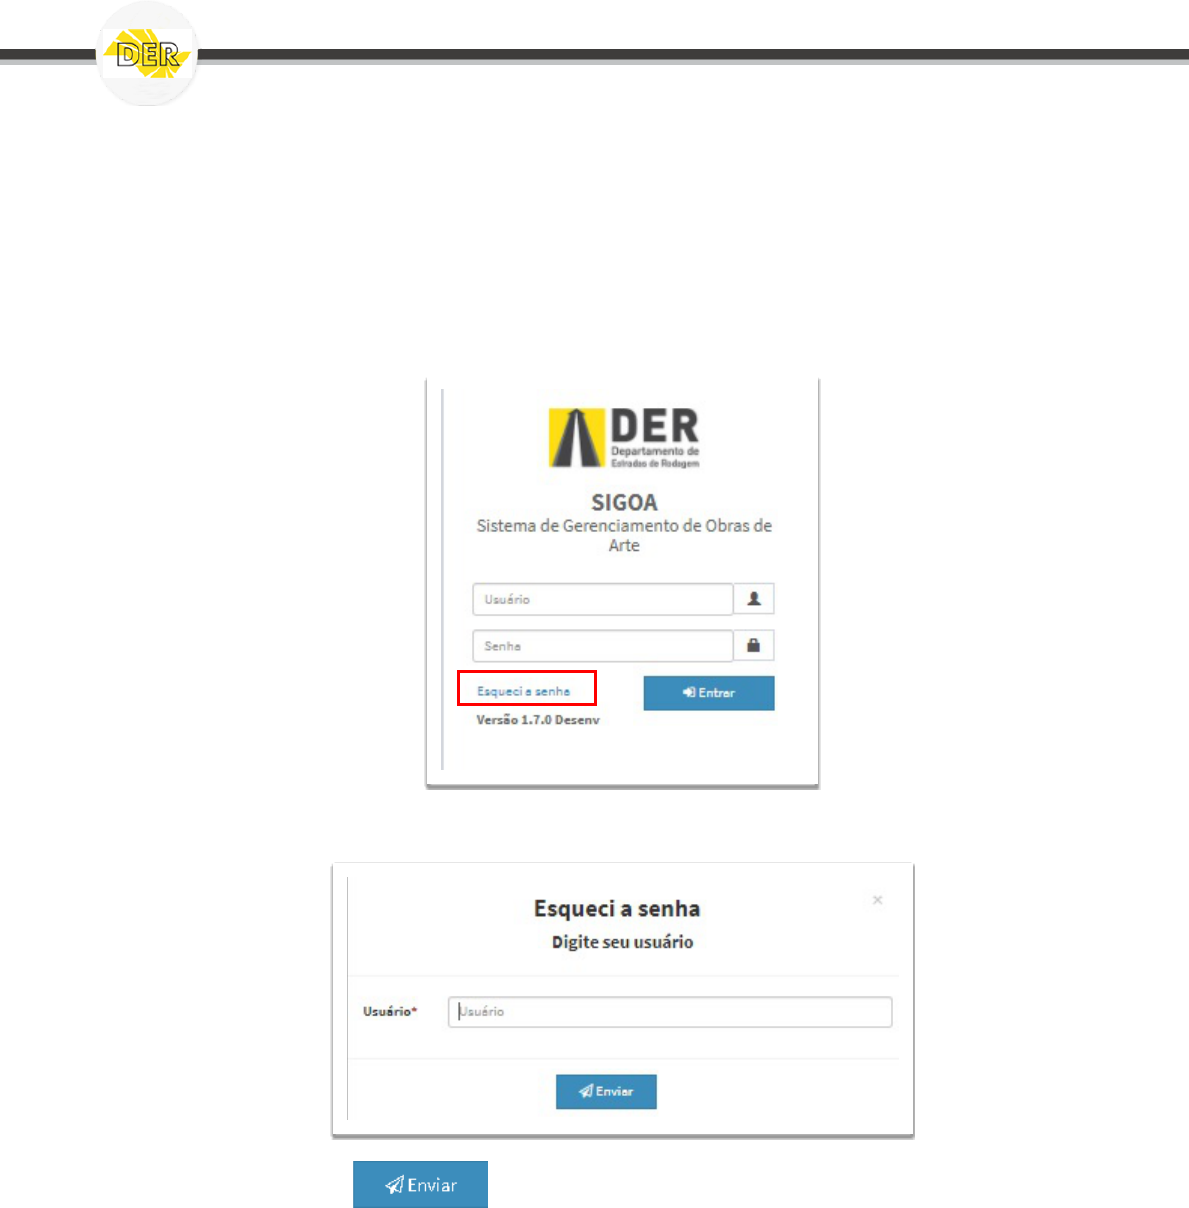 DER
DER
Departamento de
Estradas de Rodagem
SIGOA
Sistema de Gerenciamento de Obras de
Arte
Usuário
Senha
Esqueci a senha
Entrar
Versão 1.7.0 Desenv
×
Esqueci a senha
Digite seu usuário
Usuário*
Usuário
Enviar
Enviar